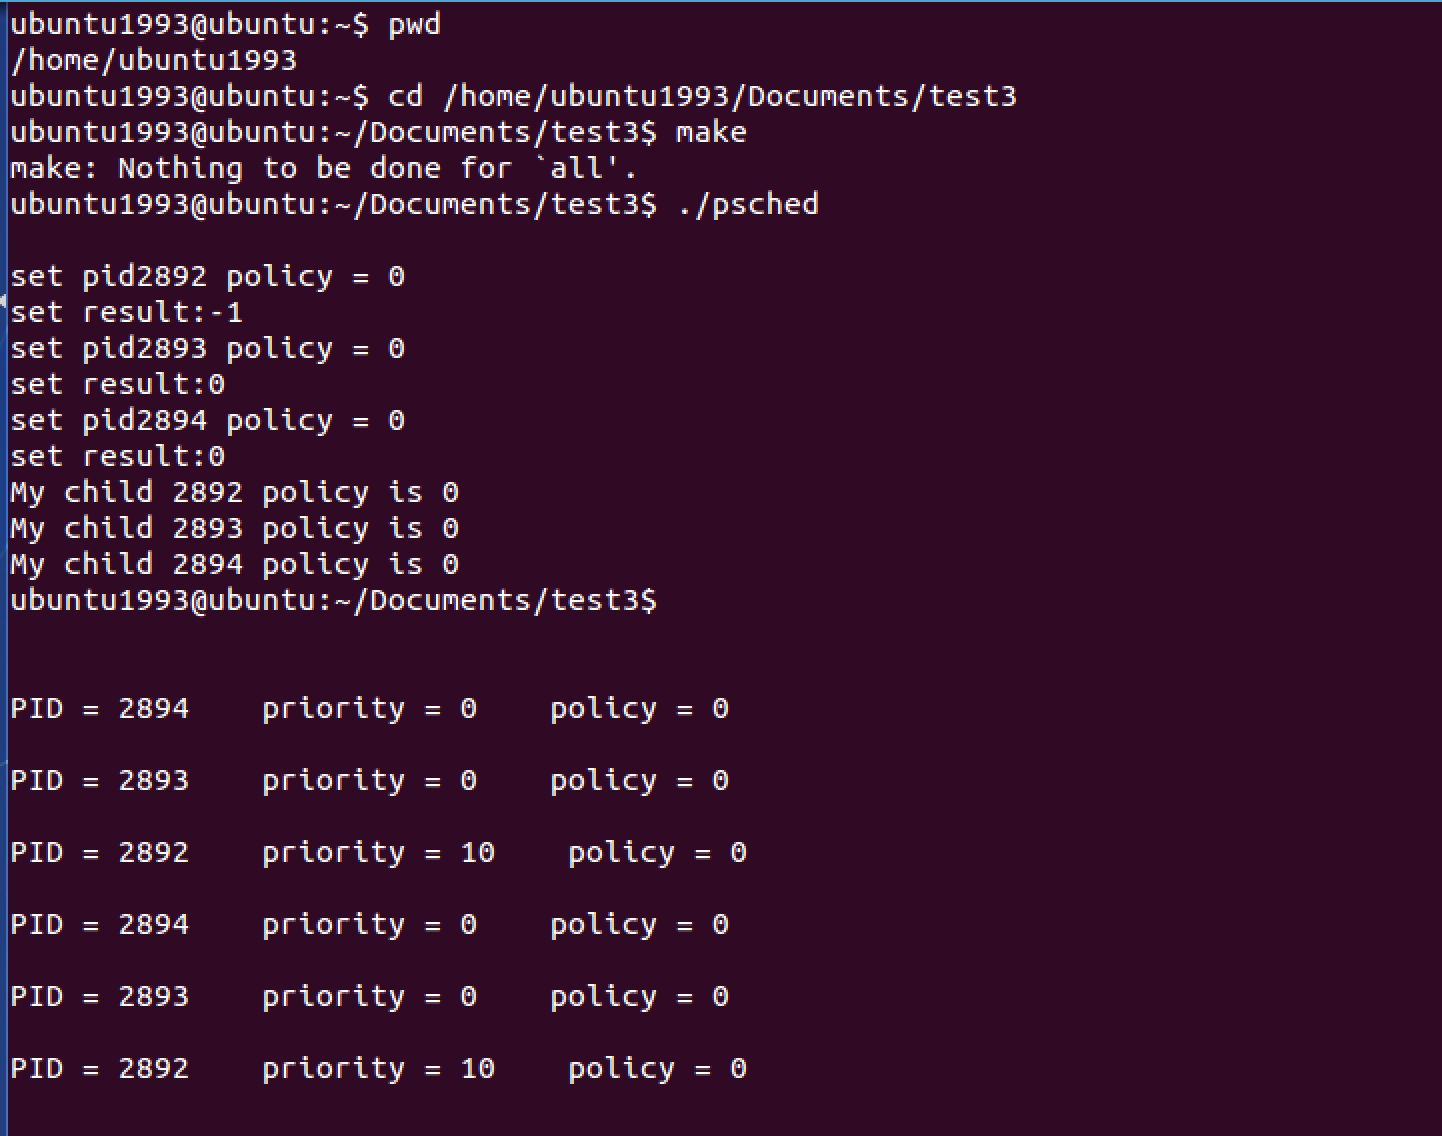 ubuntu1993@ubuntu:~$ pwd
/home/ubuntu1993
ubuntu1993@ubuntu:~$ cd /home/ubuntu1993/Documents/test3
ubuntu1993@ubuntu:~/Documents/test3$ make
make: Nothing to be done for `all'.
ubuntu1993@ubuntu:~/Documents/test3$ ./psched
set pid2892 policy = 0
set result:-1
set pid2893 policy = 0
set result:0
set pid2894 policy = 0
set result:0
My child 2892 policy is 0
My child 2893 policy is 0
My child 2894 policy is 0
ubuntu1993@ubuntu:~/Documents/test3$
PID = 2894    priority = 0    policy = 0
PID = 2893    priority = 0    policy = 0
PID = 2892    priority = 10    policy = 0
PID = 2894    priority = 0    policy = 0
PID = 2893    priority = 0    policy = 0
PID = 2892    priority = 10    policy = 0